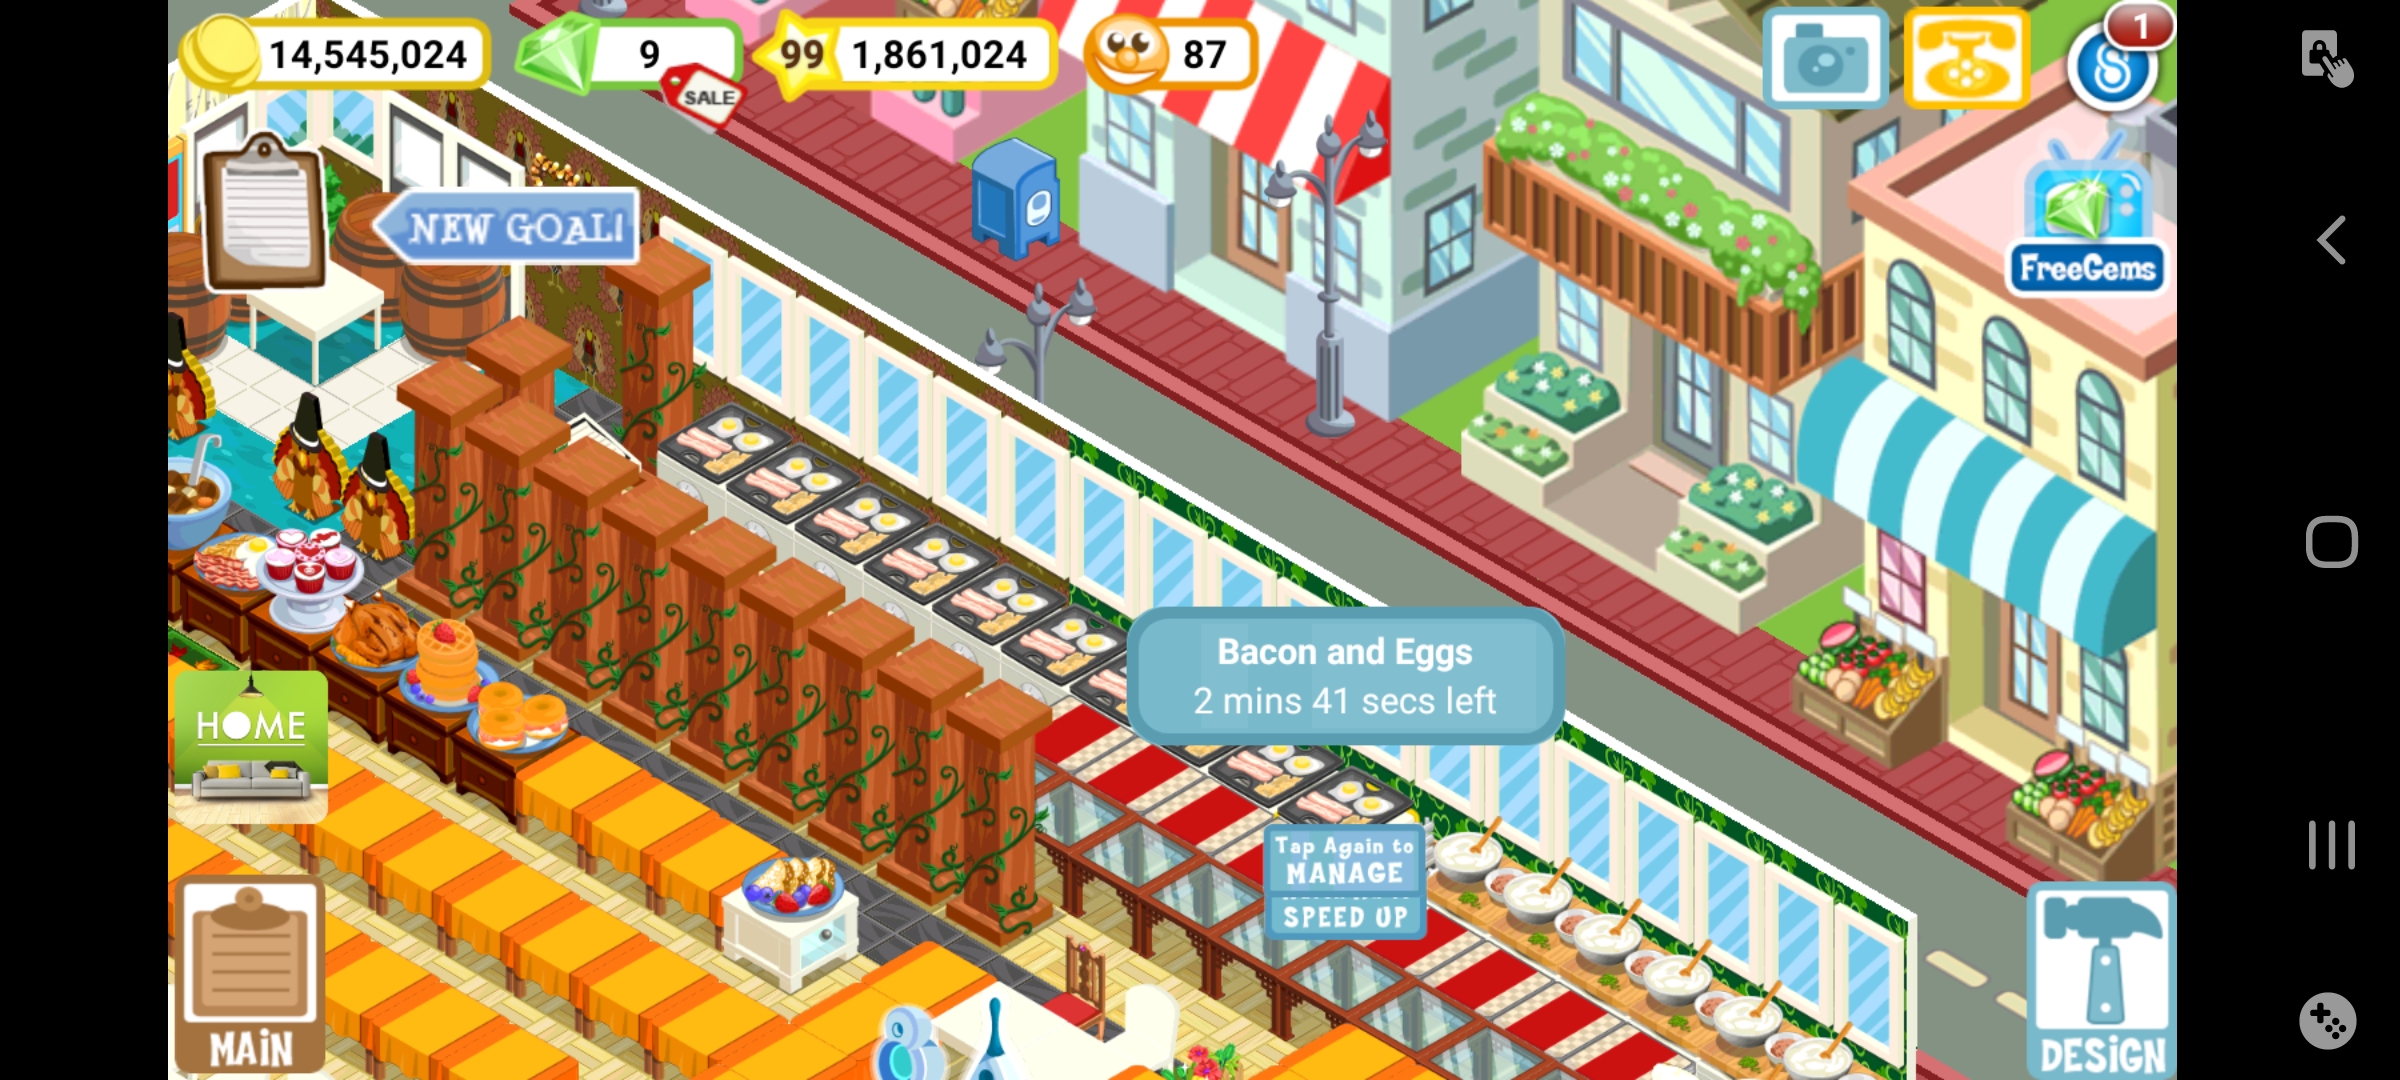 14,545,024
9
SALE
99
1,861,024
87
1
NEW GOAL!
FreeGems
Bacon and Eggs
2 mins 41 secs left
HOME
Tap Again to
MANAGE
SPEED UP
MAiN
DESiGN